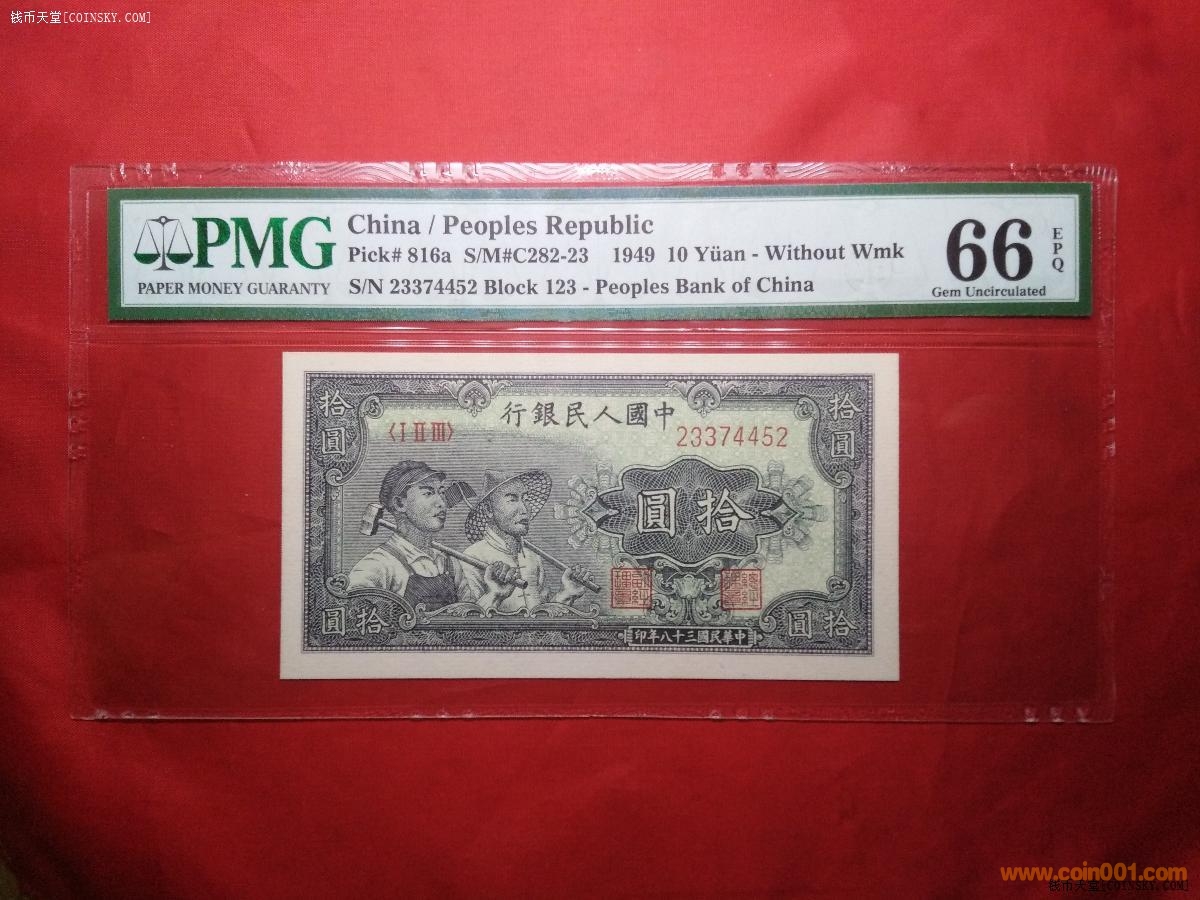 钱币天堂[COINSKY.COM]
PMG
PAPER MONEY GUARANTY
China / Peoples Republic
Pick# 816a S/M#C282-23 1949 10 Yüan - Without Wmk
S/N 23374452 Block 123 - Peoples Bank of China
66
EPQ
Gem Uncirculated
拾圓
行銀民人國中
拾圓
〈I II III〉
23374452
圓拾
圓拾
印年八十三國民華中
圓拾
www.coin001.com
钱币天堂[COINSKY.COM]